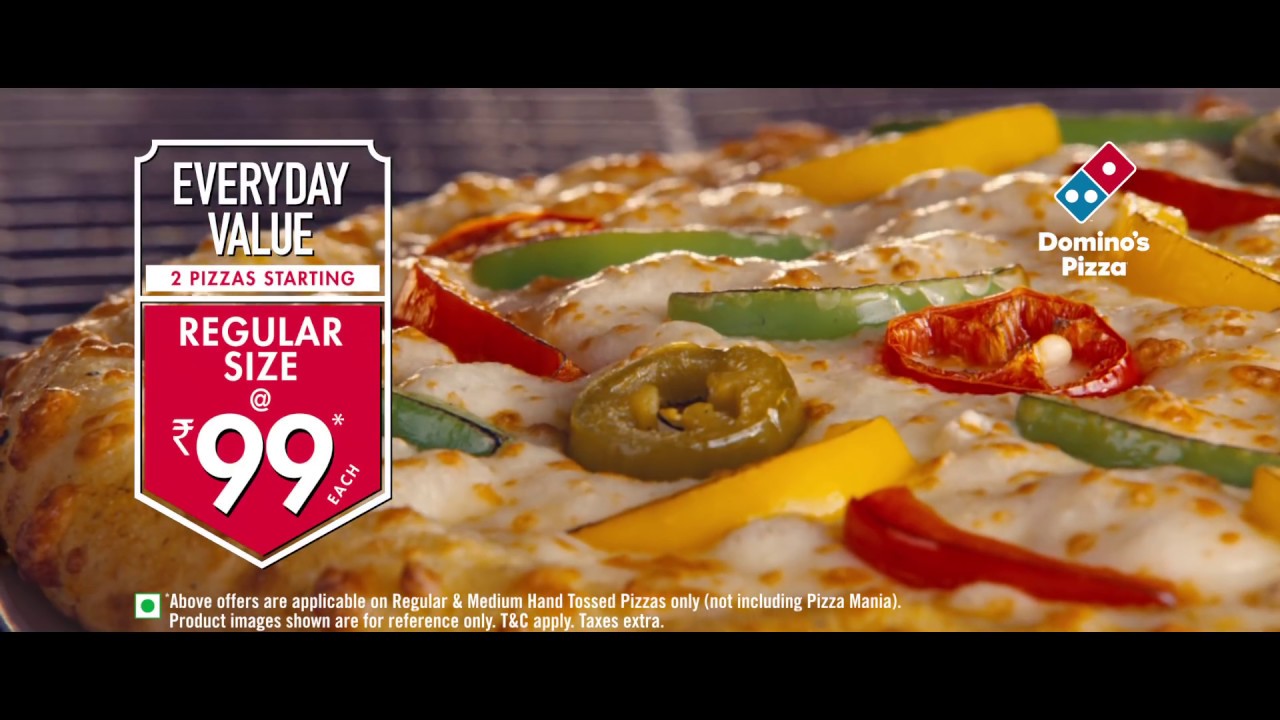 EVERYDAY
VALUE
2 PIZZAS STARTING
REGULAR
SIZE
@
₹99*
EACH
Domino's
Pizza
*Above offers are applicable on Regular & Medium Hand Tossed Pizzas only (not including Pizza Mania).
Product images shown are for reference only. T&C apply. Taxes extra.